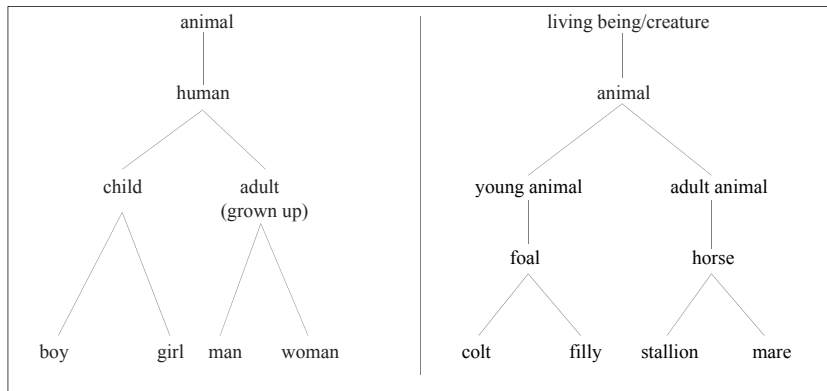 animal
human
child adult
(grown up)
boy girl man woman
living being/creature
animal
young animal adult animal
foal horse
colt filly stallion mare